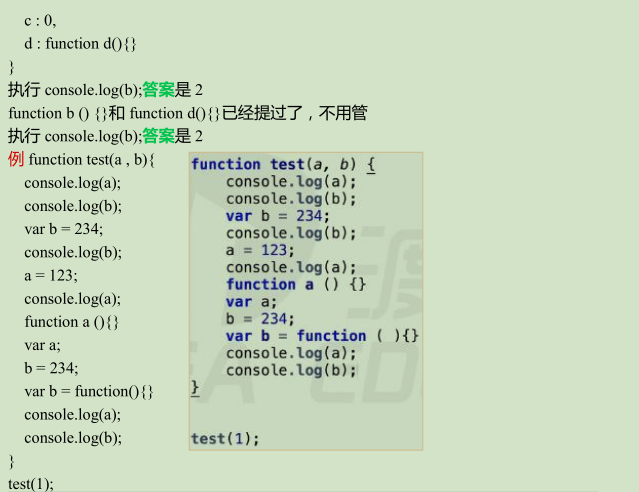 c : 0,
d : function d(){}
}
执行 console.log(b);答案是 2
function b () {}和 function d(){}已经提过了，不用管
执行 console.log(b);答案是 2
例 function test(a , b){
console.log(a);
console.log(b);
var b = 234;
console.log(b);
a = 123;
console.log(a);
function a (){}
var a;
b = 234;
var b = function(){}
console.log(a);
console.log(b);
}
test(1);
function test(a, b) {
console.log(a);
console.log(b);
var b = 234;
console.log(b);
a = 123;
console.log(a);
function a () {}
var a;
b = 234;
var b = function ( ){}
console.log(a);
console.log(b);
}
test(1);